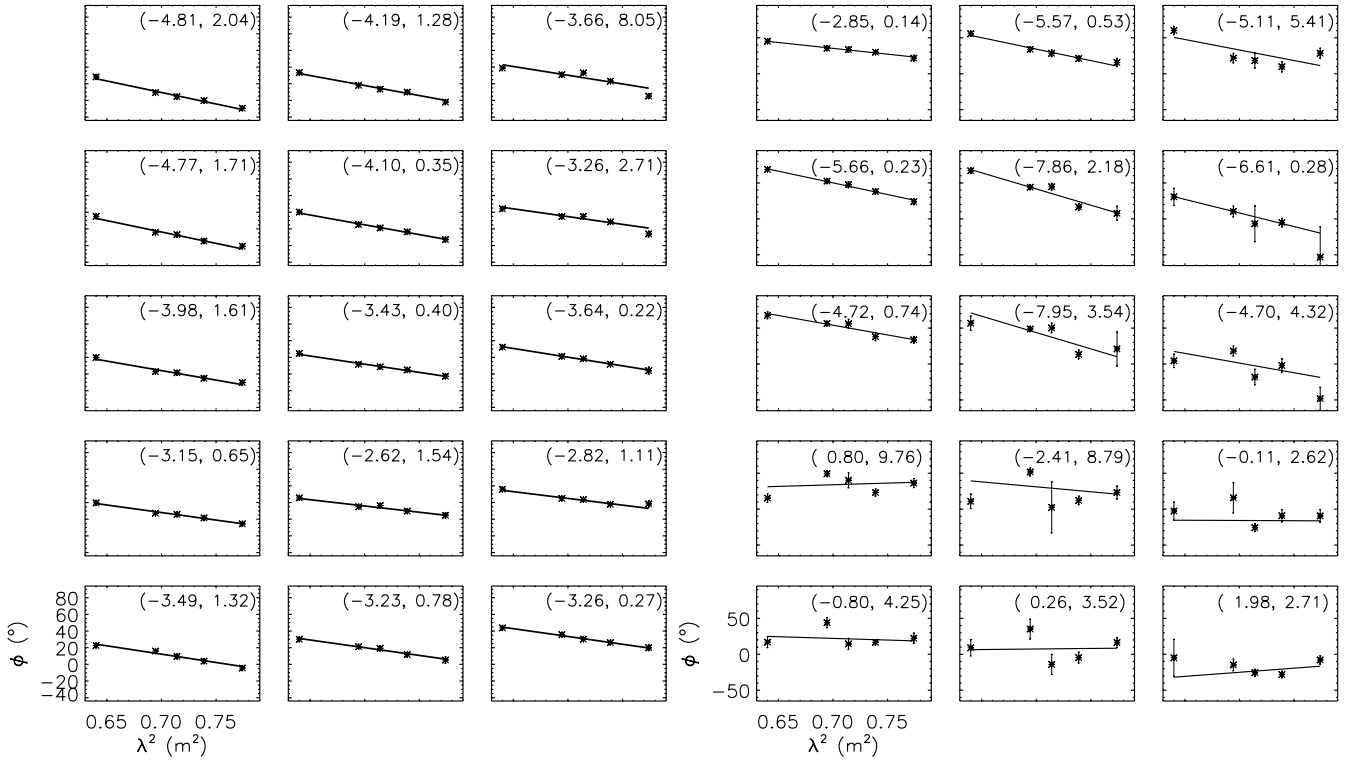 (−4.81, 2.04) (−4.19, 1.28) (−3.66, 8.05) (−2.85, 0.14) (−5.57, 0.53) (−5.11, 5.41)
(−4.77, 1.71) (−4.10, 0.35) (−3.26, 2.71) (−5.66, 0.23) (−7.86, 2.18) (−6.61, 0.28)
(−3.98, 1.61) (−3.43, 0.40) (−3.64, 0.22) (−4.72, 0.74) (−7.95, 3.54) (−4.70, 4.32)
(−3.15, 0.65) (−2.62, 1.54) (−2.82, 1.11) ( 0.80, 9.76) (−2.41, 8.79) (−0.11, 2.62)
(−3.49, 1.32) (−3.23, 0.78) (−3.26, 0.27) (−0.80, 4.25) ( 0.26, 3.52) ( 1.98, 2.71)
80
60
40
20
0
−20
−40
ϕ (°)
0.65 0.70 0.75
λ² (m²)
50
0
−50
ϕ (°)
0.65 0.70 0.75
λ² (m²)